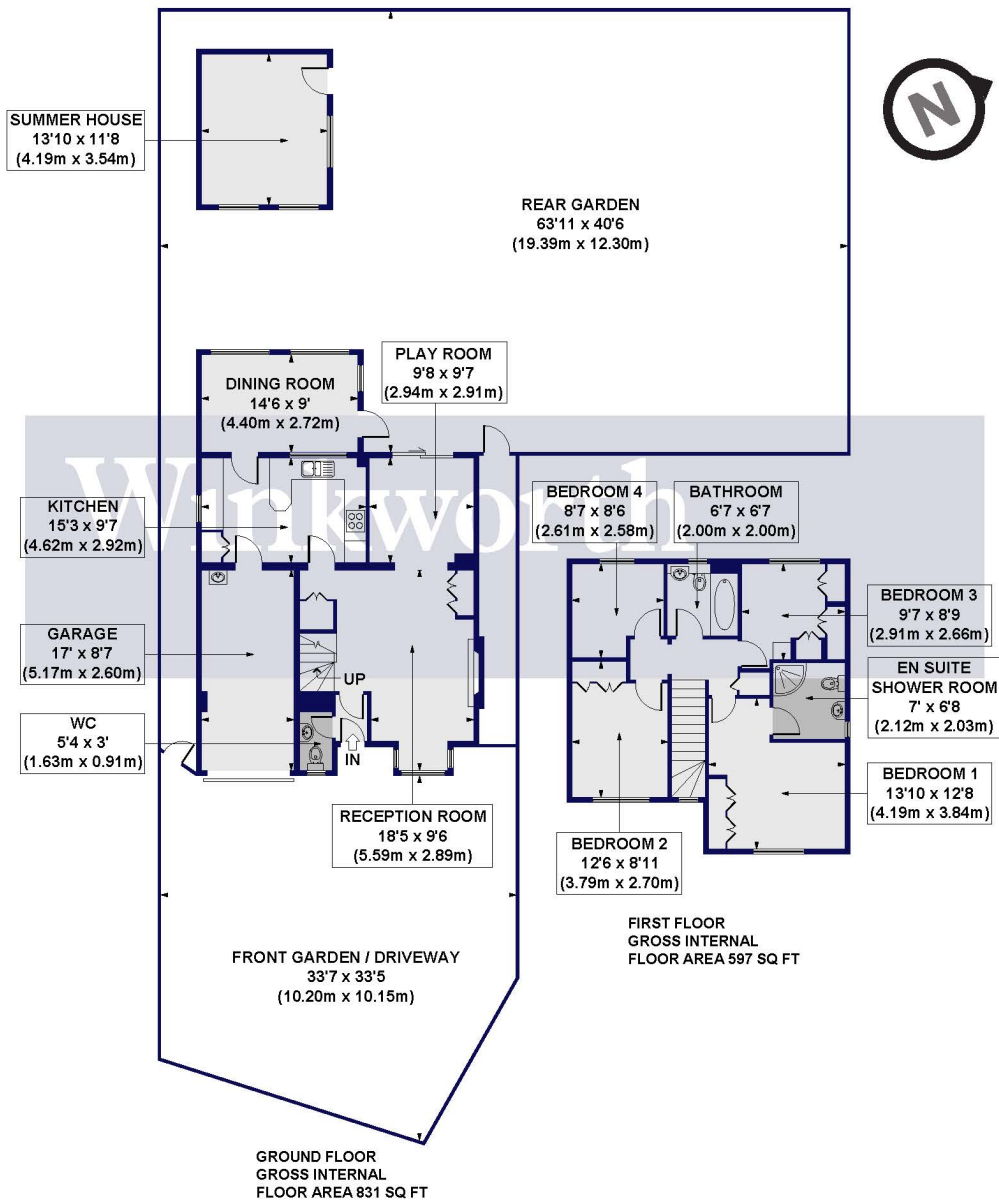 N
SUMMER HOUSE
13'10 x 11'8
(4.19m x 3.54m)
REAR GARDEN
63'11 x 40'6
(19.39m x 12.30m)
PLAY ROOM
9'8 x 9'7
(2.94m x 2.91m)
DINING ROOM
14'6 x 9'
(4.40m x 2.72m)
Winkworth
KITCHEN
15'3 x 9'7
(4.62m x 2.92m)
BEDROOM 4
8'7 x 8'6
(2.61m x 2.58m)
BATHROOM
6'7 x 6'7
(2.00m x 2.00m)
BEDROOM 3
9'7 x 8'9
(2.91m x 2.66m)
GARAGE
17' x 8'7
(5.17m x 2.60m)
UP
EN SUITE
SHOWER ROOM
7' x 6'8
(2.12m x 2.03m)
WC
5'4 x 3'
(1.63m x 0.91m)
IN
BEDROOM 1
13'10 x 12'8
(4.19m x 3.84m)
RECEPTION ROOM
18'5 x 9'6
(5.59m x 2.89m)
BEDROOM 2
12'6 x 8'11
(3.79m x 2.70m)
FIRST FLOOR
GROSS INTERNAL
FLOOR AREA 597 SQ FT
FRONT GARDEN / DRIVEWAY
33'7 x 33'5
(10.20m x 10.15m)
GROUND FLOOR
GROSS INTERNAL
FLOOR AREA 831 SQ FT